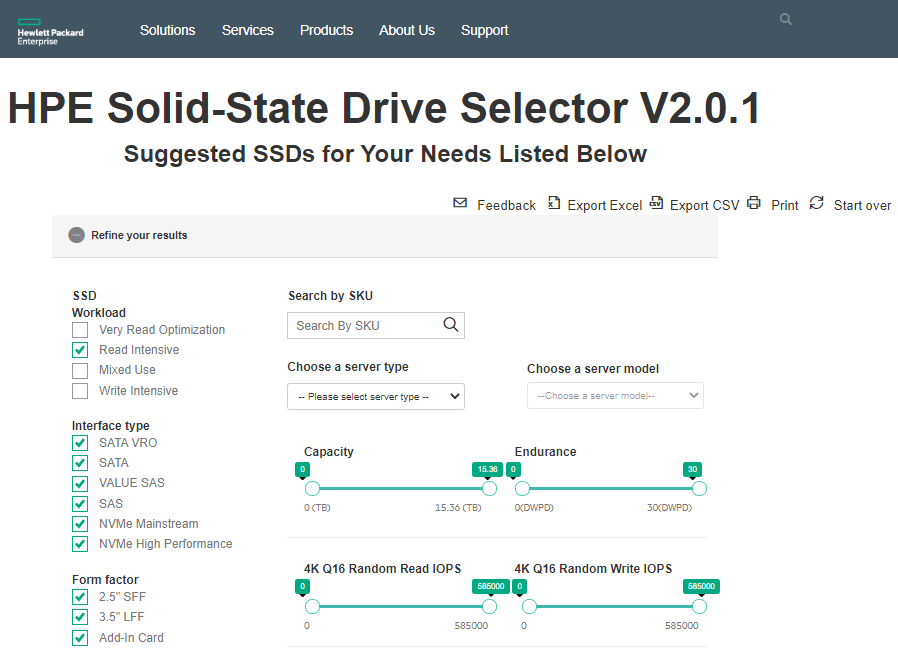 Hewlett Packard
Enterprise
Solutions Services Products About Us Support
HPE Solid-State Drive Selector V2.0.1
Suggested SSDs for Your Needs Listed Below
Feedback Export Excel Export CSV Print Start over
Refine your results
SSD
Workload
Very Read Optimization
Read Intensive
Mixed Use
Write Intensive
Interface type
SATA VRO
SATA
VALUE SAS
SAS
NVMe Mainstream
NVMe High Performance
Form factor
2.5" SFF
3.5" LFF
Add-In Card
Search by SKU
Search By SKU
Choose a server type
-- Please select server type --
Choose a server model
--Choose a server model--
Capacity
0 15.36
0 (TB) 15.36 (TB)
Endurance
0 30
0(DWPD) 30(DWPD)
4K Q16 Random Read IOPS
0 585000
0 585000
4K Q16 Random Write IOPS
0 585000
0 585000